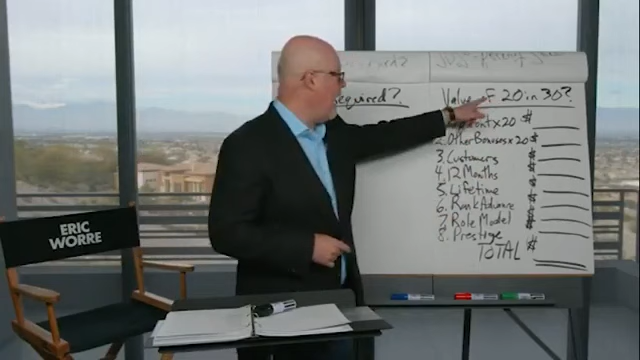 ERIC
WORRE
Required?
Value of 20 in 30?
x20 $
2. Other Bonuses x 20 $
3. Customers $
4. 12 Months $
5. Lifetime $
6. Rank Advance $
7. Role Model $
8. Prestige $
TOTAL $